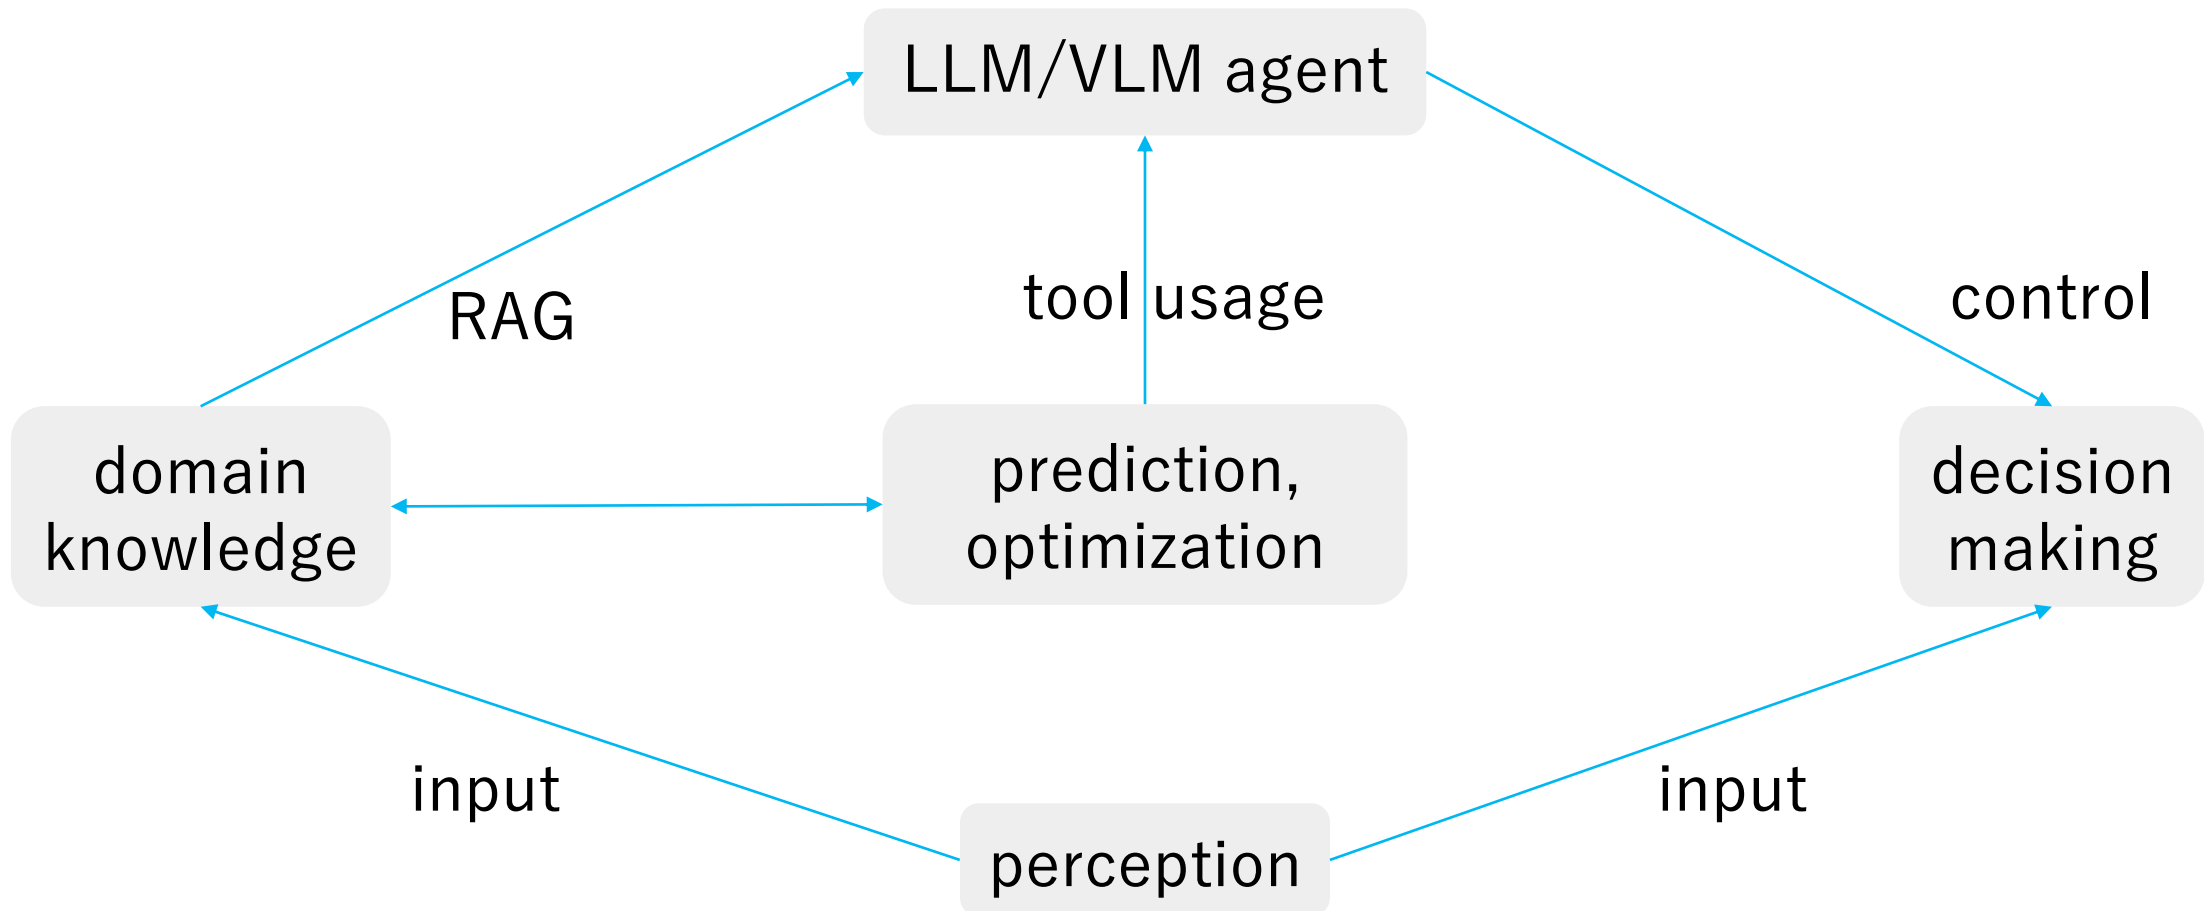 LLM/VLM agent
RAG
tool usage
control
domain
knowledge
prediction,
optimization
decision
making
input
input
perception